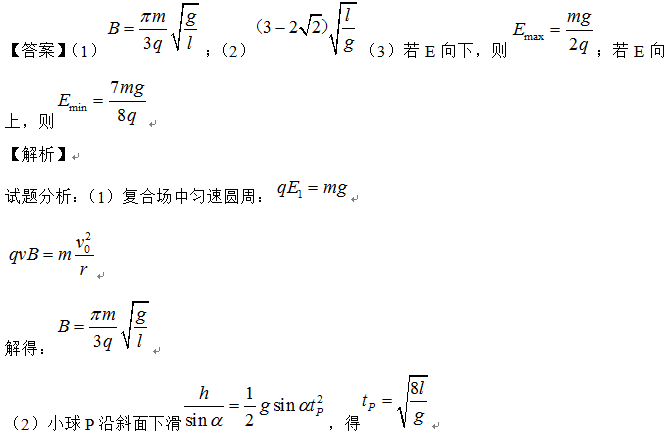 【答案】（1） $B=\frac{\pi m}{3q}\sqrt{\frac{g}{l}}$ ；（2） $(3-2\sqrt{2})\sqrt{\frac{l}{g}}$ （3）若 E 向下，则 $E_{\max}=\frac{mg}{2q}$ ；若 E 向
上，则 $E_{\min}=\frac{7mg}{8q}$ ↵
【解析】↵
试题分析：（1）复合场中匀速圆周： $qE_1=mg$ ↵
$qvB=m\frac{v_0^2}{r}$ ↵
解得： $B=\frac{\pi m}{3q}\sqrt{\frac{g}{l}}$ ↵
（2）小球 P 沿斜面下滑 $\frac{h}{\sin\alpha}=\frac{1}{2}g\sin\alpha t_P^2$ ，得 $t_P=\sqrt{\frac{8l}{g}}$ ↵